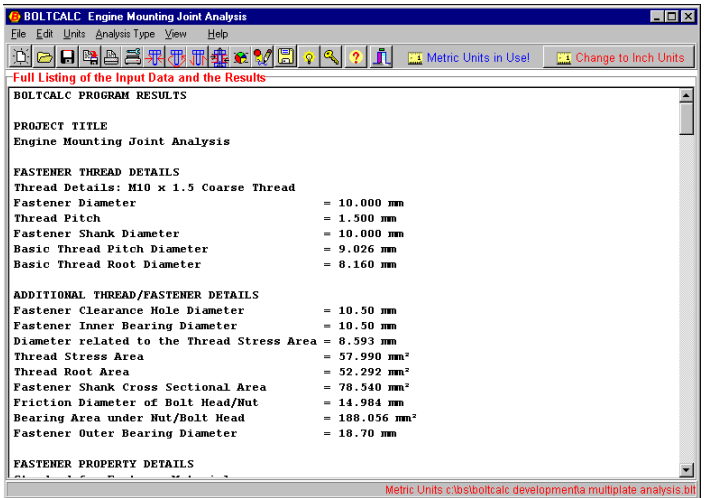 BOLTCALC Engine Mounting Joint Analysis
File Edit Units Analysis Type View Help
Metric Units in Use! Change to Inch Units
Full Listing of the Input Data and the Results
BOLTCALC PROGRAM RESULTS
PROJECT TITLE
Engine Mounting Joint Analysis
FASTENER THREAD DETAILS
Thread Details: M10 x 1.5 Coarse Thread
Fastener Diameter = 10.000 mm
Thread Pitch = 1.500 mm
Fastener Shank Diameter = 10.000 mm
Basic Thread Pitch Diameter = 9.026 mm
Basic Thread Root Diameter = 8.160 mm
ADDITIONAL THREAD/FASTENER DETAILS
Fastener Clearance Hole Diameter = 10.50 mm
Fastener Inner Bearing Diameter = 10.50 mm
Diameter related to the Thread Stress Area = 8.593 mm
Thread Stress Area = 57.990 mm²
Thread Root Area = 52.292 mm²
Fastener Shank Cross Sectional Area = 78.540 mm²
Friction Diameter of Bolt Head/Nut = 14.984 mm
Bearing Area under Nut/Bolt Head = 188.056 mm²
Fastener Outer Bearing Diameter = 18.70 mm
FASTENER PROPERTY DETAILS
Metric Units c:\bs\boltcalc development\a multiplate analysis.blt